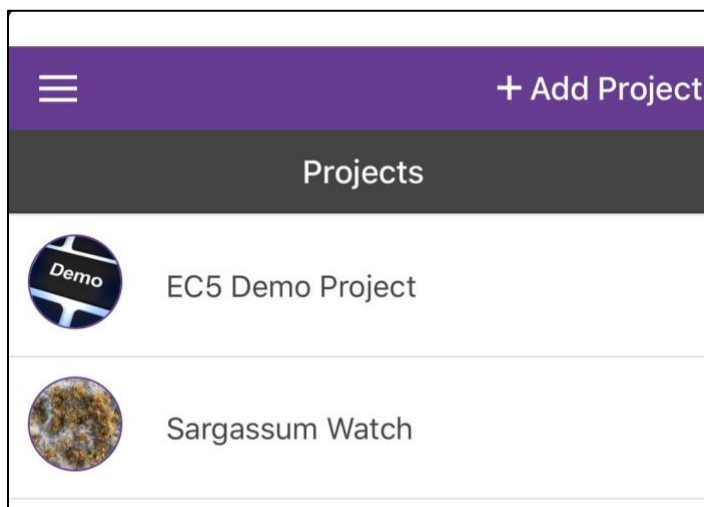 + Add Project
Projects
Demo
EC5 Demo Project
Sargassum Watch